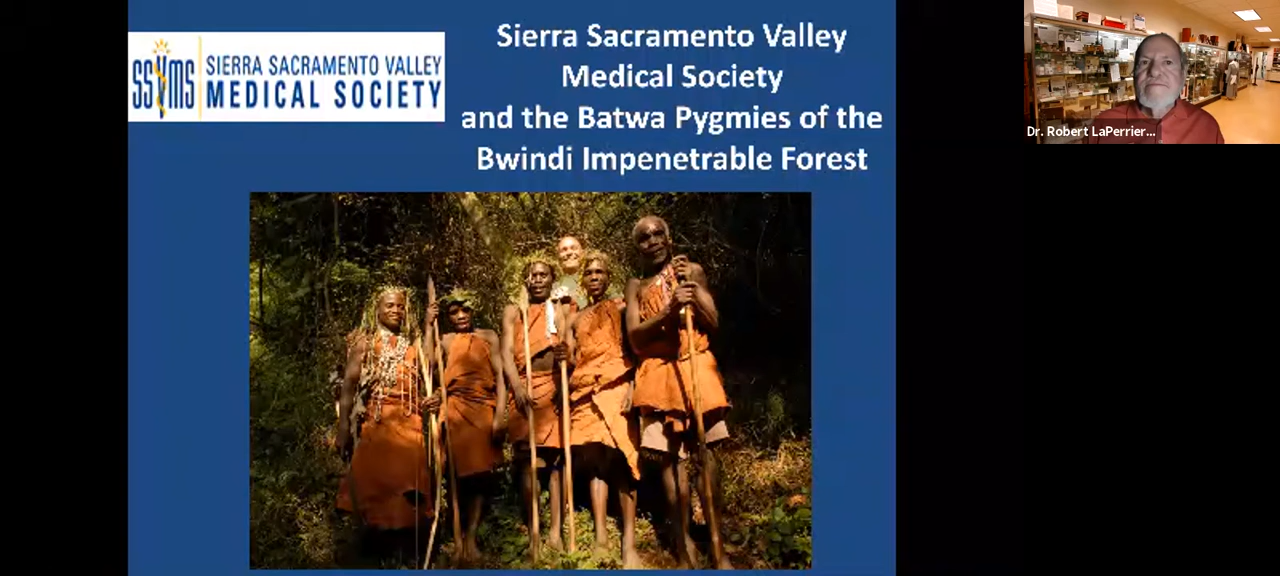 SSVMS
SIERRA SACRAMENTO VALLEY
MEDICAL SOCIETY
Sierra Sacramento Valley
Medical Society
and the Batwa Pygmies of the
Bwindi Impenetrable Forest
Dr. Robert LaPerrier...